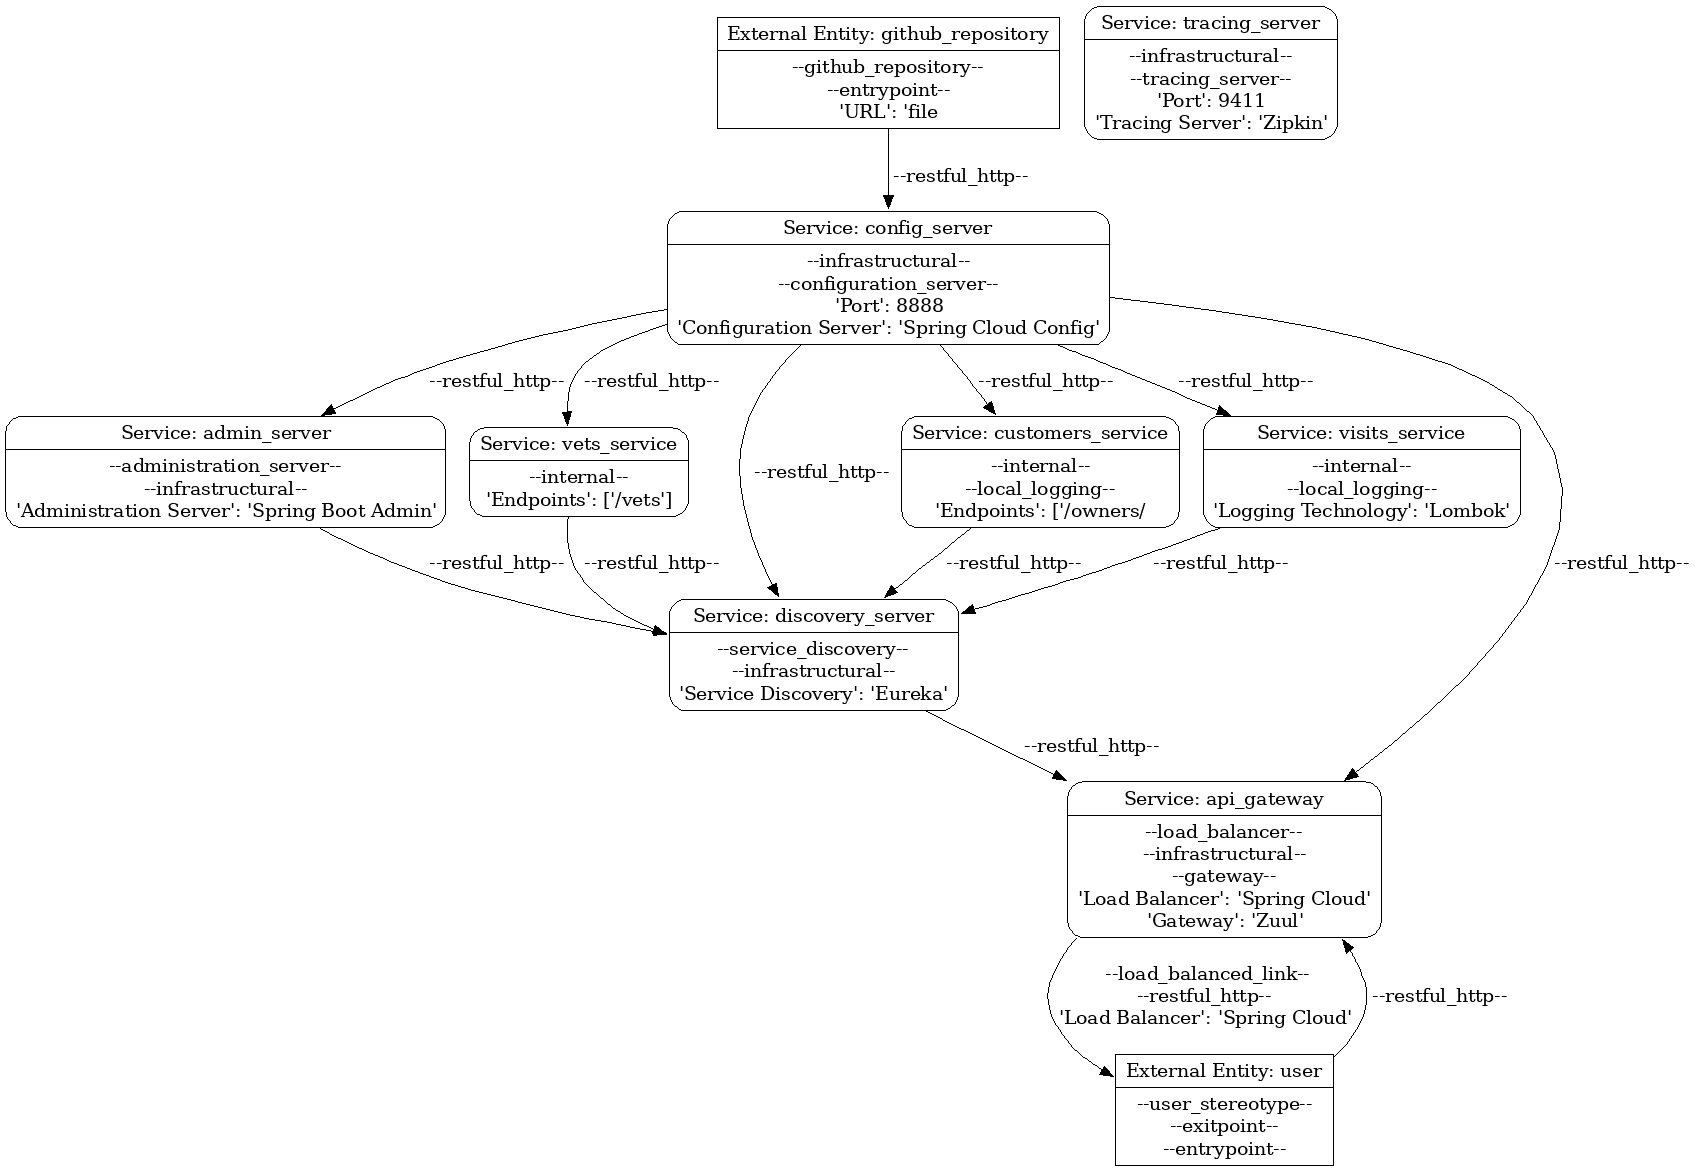 External Entity: github_repository
--github_repository--
--entrypoint--
'URL': 'file
Service: tracing_server
--infrastructural--
--tracing_server--
'Port': 9411
'Tracing Server': 'Zipkin'
--restful_http--
Service: config_server
--infrastructural--
--configuration_server--
'Port': 8888
'Configuration Server': 'Spring Cloud Config'
--restful_http--
--restful_http--
--restful_http--
--restful_http--
Service: admin_server
--administration_server--
--infrastructural--
'Administration Server': 'Spring Boot Admin'
Service: vets_service
--internal--
'Endpoints': ['/vets']
--restful_http--
Service: customers_service
--internal--
--local_logging--
'Endpoints': ['/owners/
Service: visits_service
--internal--
--local_logging--
'Logging Technology': 'Lombok'
--restful_http--
--restful_http--
--restful_http--
--restful_http--
--restful_http--
Service: discovery_server
--service_discovery--
--infrastructural--
'Service Discovery': 'Eureka'
--restful_http--
Service: api_gateway
--load_balancer--
--infrastructural--
--gateway--
'Load Balancer': 'Spring Cloud'
'Gateway': 'Zuul'
--load_balanced_link--
--restful_http--
'Load Balancer': 'Spring Cloud'
--restful_http--
External Entity: user
--user_stereotype--
--exitpoint--
--entrypoint--